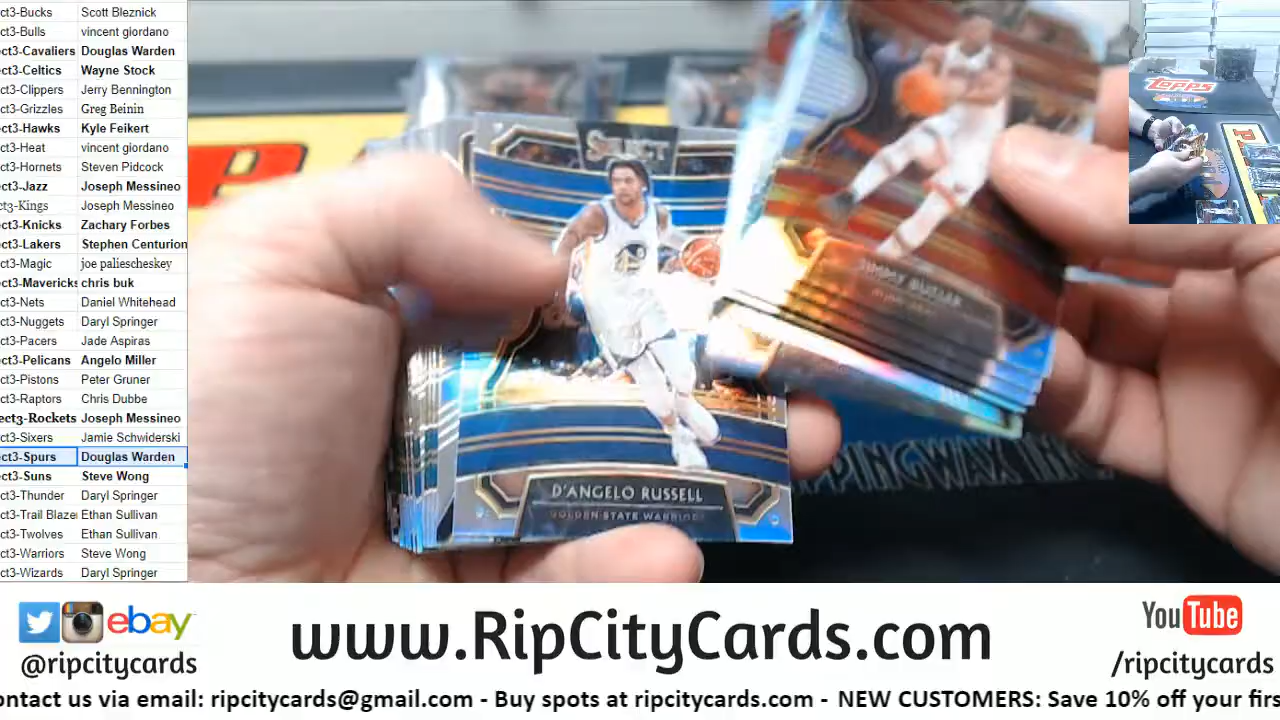 ct3-Bucks Scott Bleznick
ct3-Bulls vincent giordano
ct3-Cavaliers Douglas Warden
ct3-Celtics Wayne Stock
ct3-Clippers Jerry Bennington
ct3-Grizzles Greg Beinin
ct3-Hawks Kyle Feikert
ct3-Heat vincent giordano
ct3-Hornets Steven Pidcock
ct3-Jazz Joseph Messineo
ct3-Kings Joseph Messineo
ct3-Knicks Zachary Forbes
ct3-Lakers Stephen Centurion
ct3-Magic joe paliescheskey
ct3-Mavericks chris buk
ct3-Nets Daniel Whitehead
ct3-Nuggets Daryl Springer
ct3-Pacers Jade Aspiras
ct3-Pelicans Angelo Miller
ct3-Pistons Peter Gruner
ct3-Raptors Chris Dubbe
ect3-Rockets Joseph Messineo
ct3-Sixers Jamie Schwiderski
ct3-Spurs Douglas Warden
ct3-Suns Steve Wong
ct3-Thunder Daryl Springer
ct3-Trail Blaze Ethan Sullivan
ct3-Twolves Ethan Sullivan
ct3-Warriors Steve Wong
ct3-Wizards Daryl Springer
Topps
SELECT
JIMMY BUTLER
D'ANGELO RUSSELL
GOLDEN STATE WARRIORS
PPINGWAX INC
ebay
@ripcitycards
www.RipCityCards.com
YouTube
/ripcitycards
ontact us via email: ripcitycards@gmail.com - Buy spots at ripcitycards.com - NEW CUSTOMERS: Save 10% off your firs